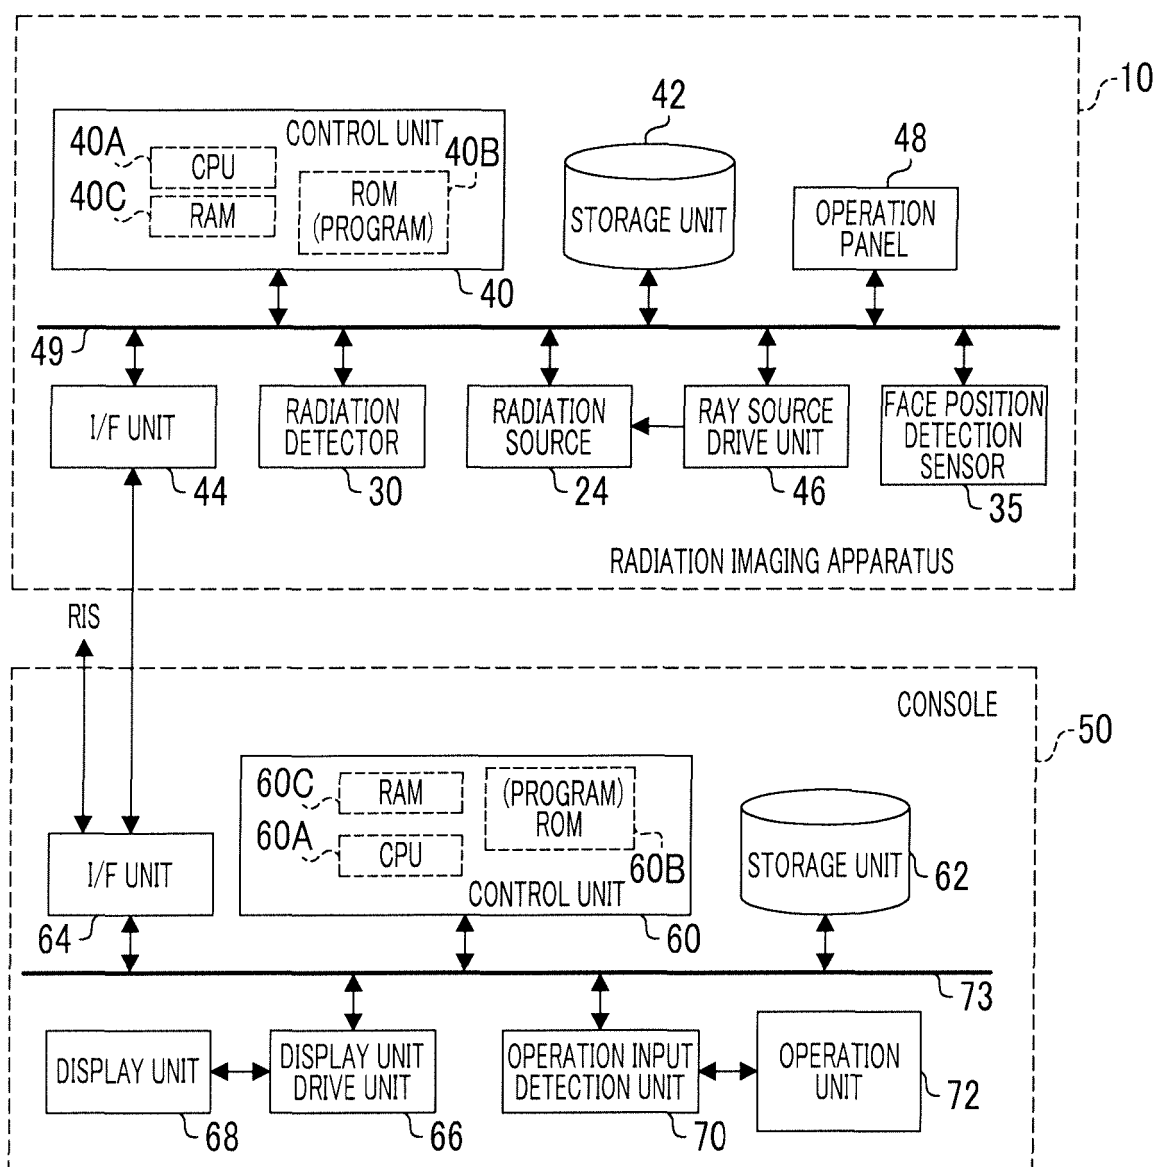 10
CONTROL UNIT
40A
CPU
40B
40C
RAM
ROM
(PROGRAM)
40
42
STORAGE UNIT
48
OPERATION
PANEL
49
I/F UNIT
44
RADIATION
DETECTOR
30
RADIATION
SOURCE
24
RAY SOURCE
DRIVE UNIT
46
FACE POSITION
DETECTION
SENSOR
35
RADIATION IMAGING APPARATUS
RIS
CONSOLE
50
60C
RAM
(PROGRAM)
ROM
60A
CPU
60B
CONTROL UNIT
60
STORAGE UNIT
62
I/F UNIT
64
73
DISPLAY UNIT
68
DISPLAY UNIT
DRIVE UNIT
66
OPERATION INPUT
DETECTION UNIT
70
OPERATION
UNIT
72